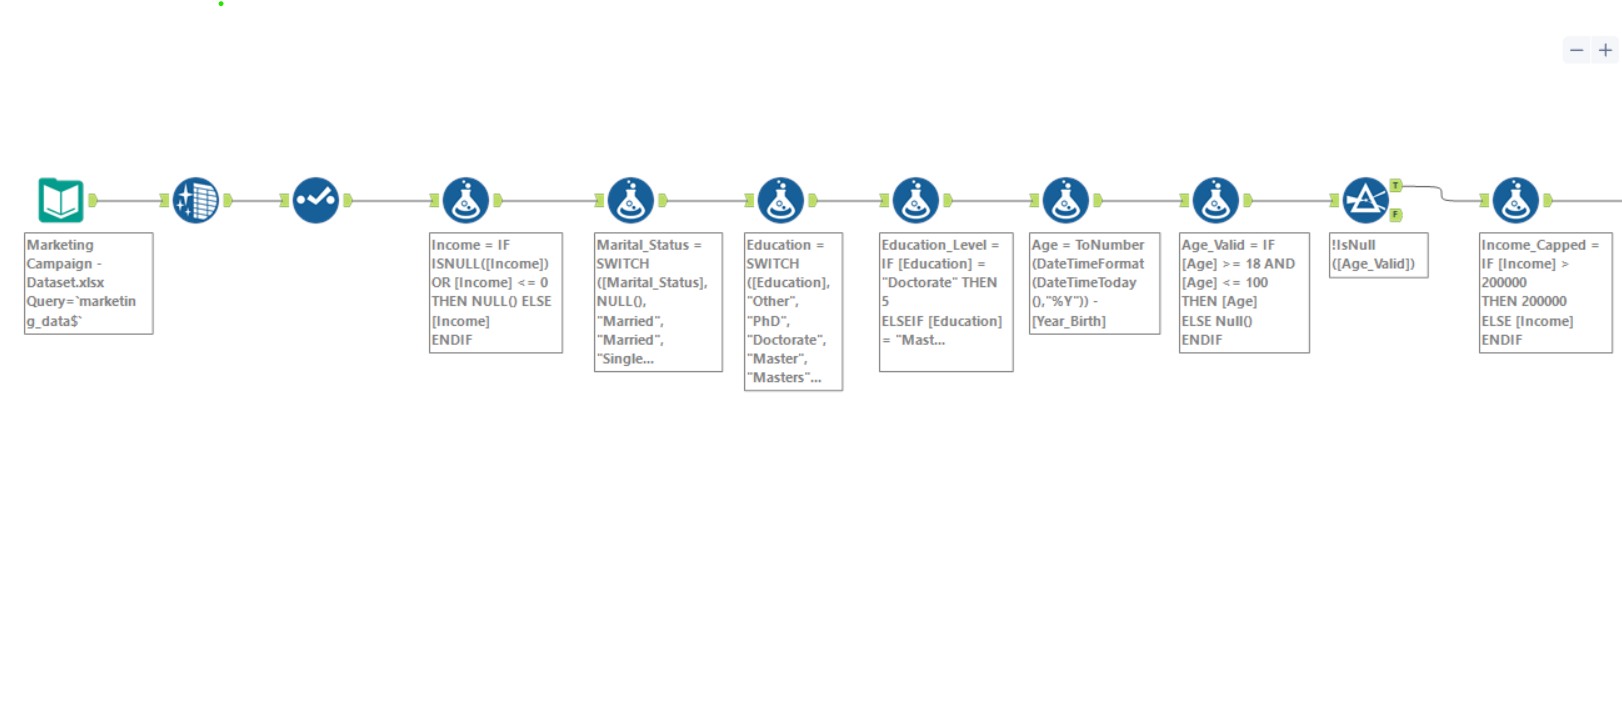 Marketing
Campaign -
Dataset.xlsx
Query=`marketin
g_data$`
Income = IF
ISNULL([Income])
OR [Income] <= 0
THEN NULL() ELSE
[Income]
ENDIF
Marital_Status =
SWITCH
([Marital_Status],
NULL(),
"Married",
"Married",
"Single...
Education =
SWITCH
([Education],
"Other",
"PhD",
"Doctorate",
"Master",
"Masters"...
Education_Level =
IF [Education] =
"Doctorate" THEN
5
ELSEIF [Education]
= "Mast...
Age = ToNumber
(DateTimeFormat
(DateTimeToday
(),"%Y")) -
[Year_Birth]
Age_Valid = IF
[Age] >= 18 AND
[Age] <= 100
THEN [Age]
ELSE Null()
ENDIF
T
F
!IsNull
([Age_Valid])
Income_Capped =
IF [Income] >
200000
THEN 200000
ELSE [Income]
ENDIF